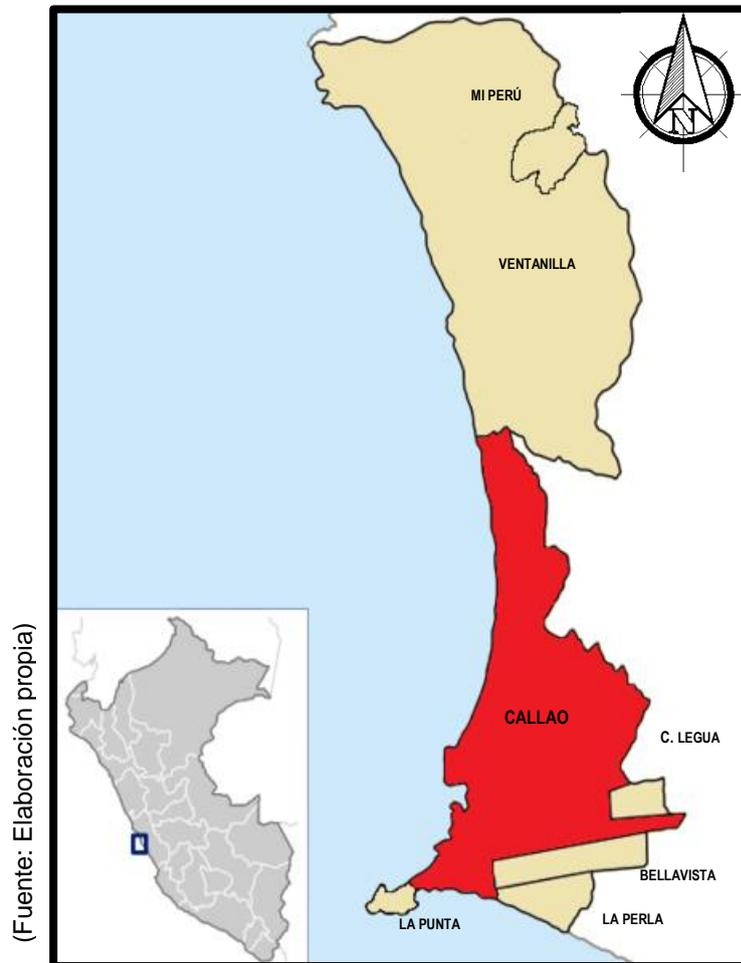 MI PERÚ
N
VENTANILLA
CALLAO
C. LEGUA
BELLAVISTA
LA PERLA
LA PUNTA
(Fuente: Elaboración propia)